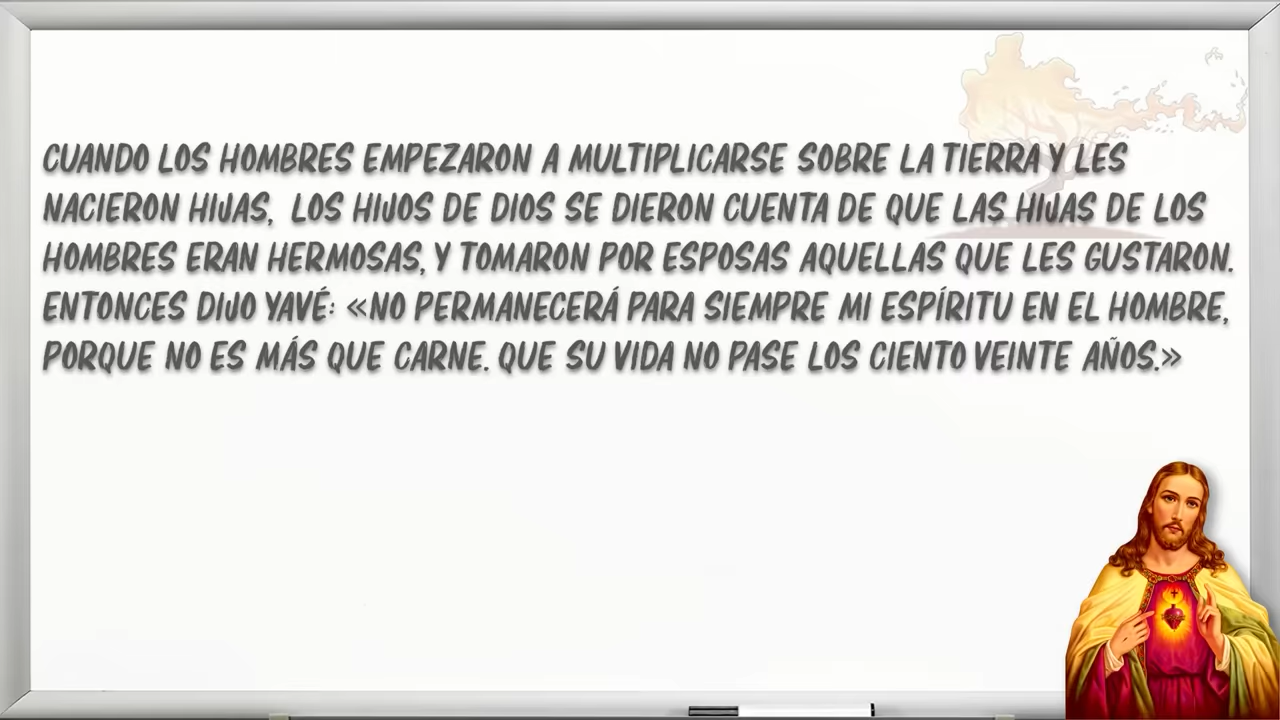 CUANDO LOS HOMBRES EMPEZARON A MULTIPLICARSE SOBRE LA TIERRA Y LES
NACIERON HIJAS, LOS HIJOS DE DIOS SE DIERON CUENTA DE QUE LAS HIJAS DE LOS
HOMBRES ERAN HERMOSAS, Y TOMARON POR ESPOSAS AQUELLAS QUE LES GUSTARON.
ENTONCES DIJO YAVÉ: «NO PERMANECERÁ PARA SIEMPRE MI ESPÍRITU EN EL HOMBRE,
PORQUE NO ES MÁS QUE CARNE. QUE SU VIDA NO PASE LOS CIENTO VEINTE AÑOS.»